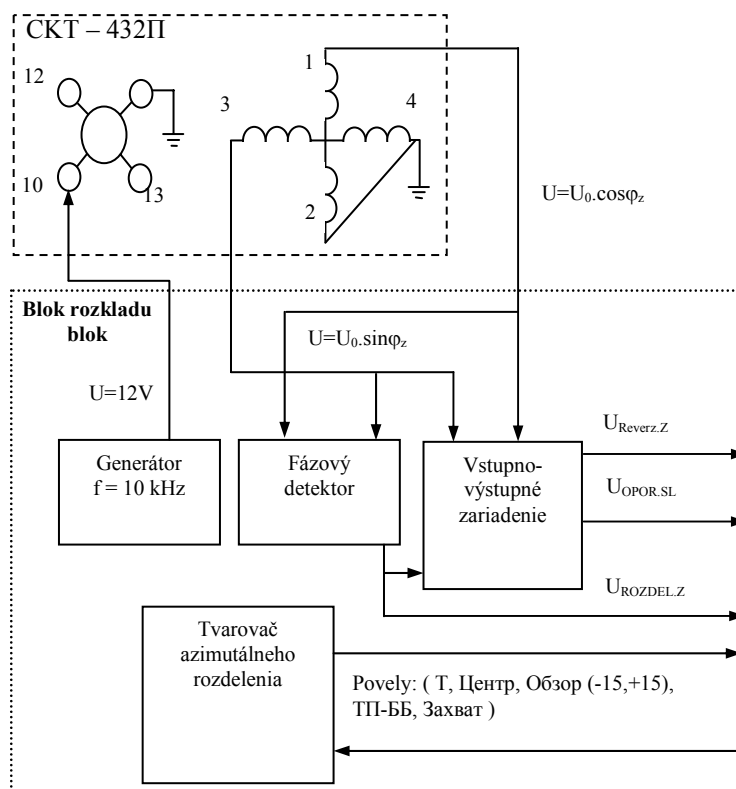 СКТ – 432П
12
10
13
1
3
4
2
U=U₀.cosφz
Blok rozkladu
blok
U=U₀.sinφz
U=12V
Generátor
f = 10 kHz
Fázový
detektor
Vstupno-
výstupné
zariadenie
UReverz.Z
UOPOR.SL
UROZDEL.Z
Tvarovač
azimutálneho
rozdelenia
Povely: ( Т, Центр, Обзор (-15,+15),
ТП-ББ, Захват )